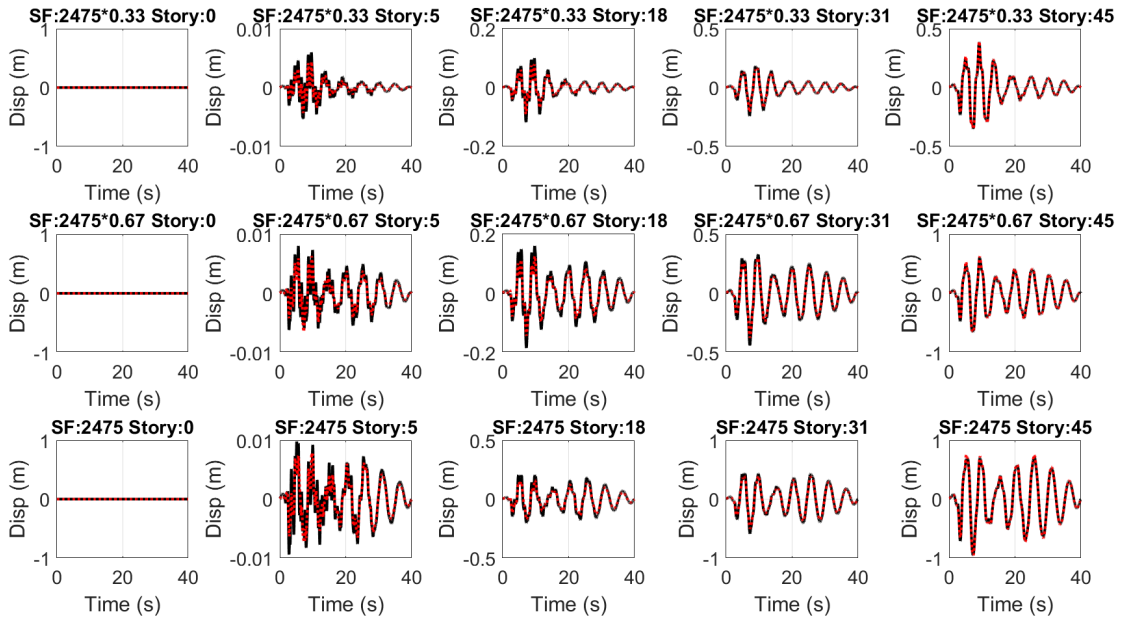 SF:2475*0.33 Story:0
1
0
-1
Disp (m)
0 20 40
Time (s)
SF:2475*0.33 Story:5
0.01
0
-0.01
Disp (m)
0 20 40
Time (s)
SF:2475*0.33 Story:18
0.2
0
-0.2
Disp (m)
0 20 40
Time (s)
SF:2475*0.33 Story:31
0.5
0
-0.5
Disp (m)
0 20 40
Time (s)
SF:2475*0.33 Story:45
0.5
0
-0.5
Disp (m)
0 20 40
Time (s)
SF:2475*0.67 Story:0
1
0
-1
Disp (m)
0 20 40
Time (s)
SF:2475*0.67 Story:5
0.01
0
-0.01
Disp (m)
0 20 40
Time (s)
SF:2475*0.67 Story:18
0.2
0
-0.2
Disp (m)
0 20 40
Time (s)
SF:2475*0.67 Story:31
0.5
0
-0.5
Disp (m)
0 20 40
Time (s)
SF:2475*0.67 Story:45
1
0
-1
Disp (m)
0 20 40
Time (s)
SF:2475 Story:0
1
0
-1
Disp (m)
0 20 40
Time (s)
SF:2475 Story:5
0.01
0
-0.01
Disp (m)
0 20 40
Time (s)
SF:2475 Story:18
0.5
0
-0.5
Disp (m)
0 20 40
Time (s)
SF:2475 Story:31
1
0
-1
Disp (m)
0 20 40
Time (s)
SF:2475 Story:45
1
0
-1
Disp (m)
0 20 40
Time (s)